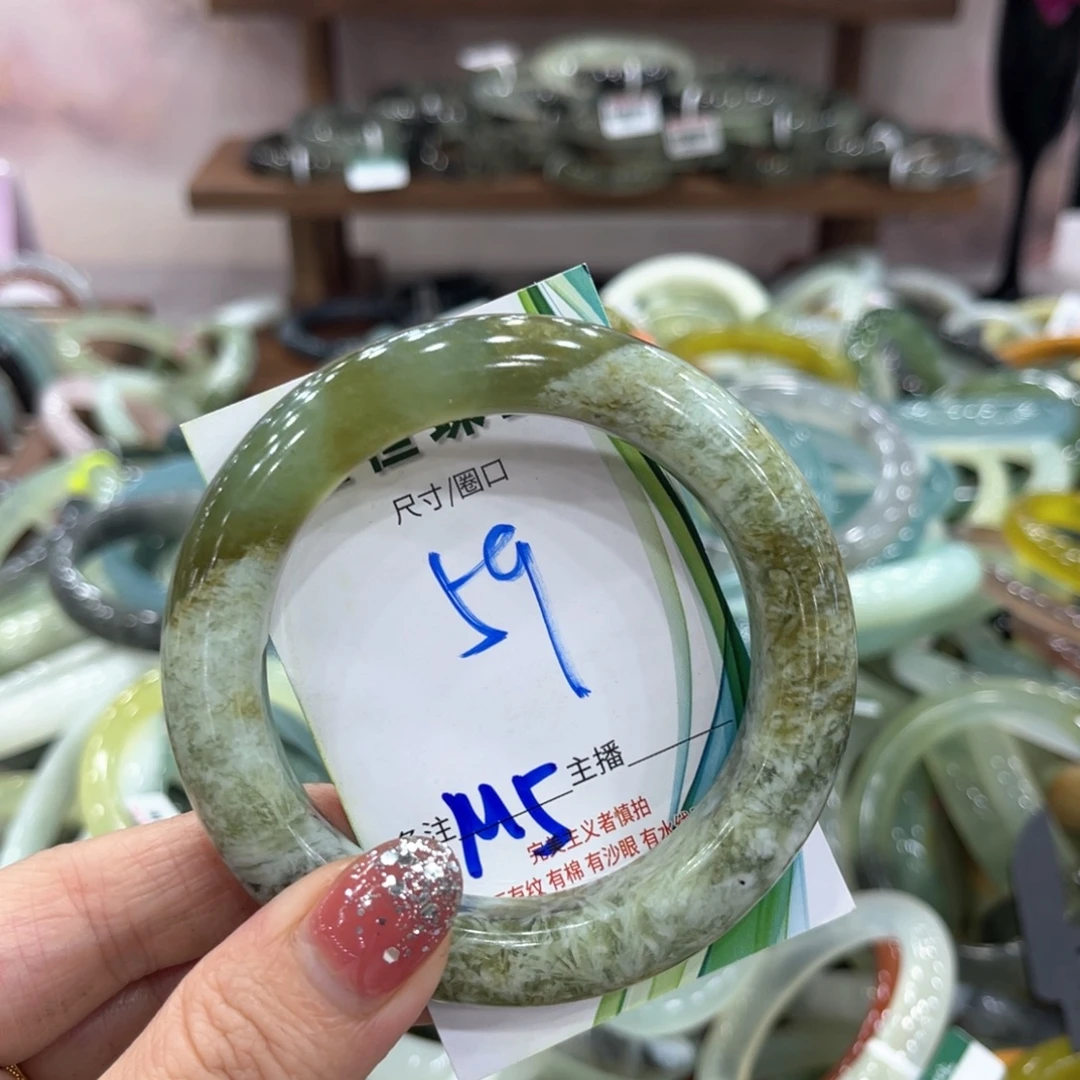 尺寸/圈口
59
主播
备注 M5
完美主义者慎拍
有纹 有棉 有沙眼 有水